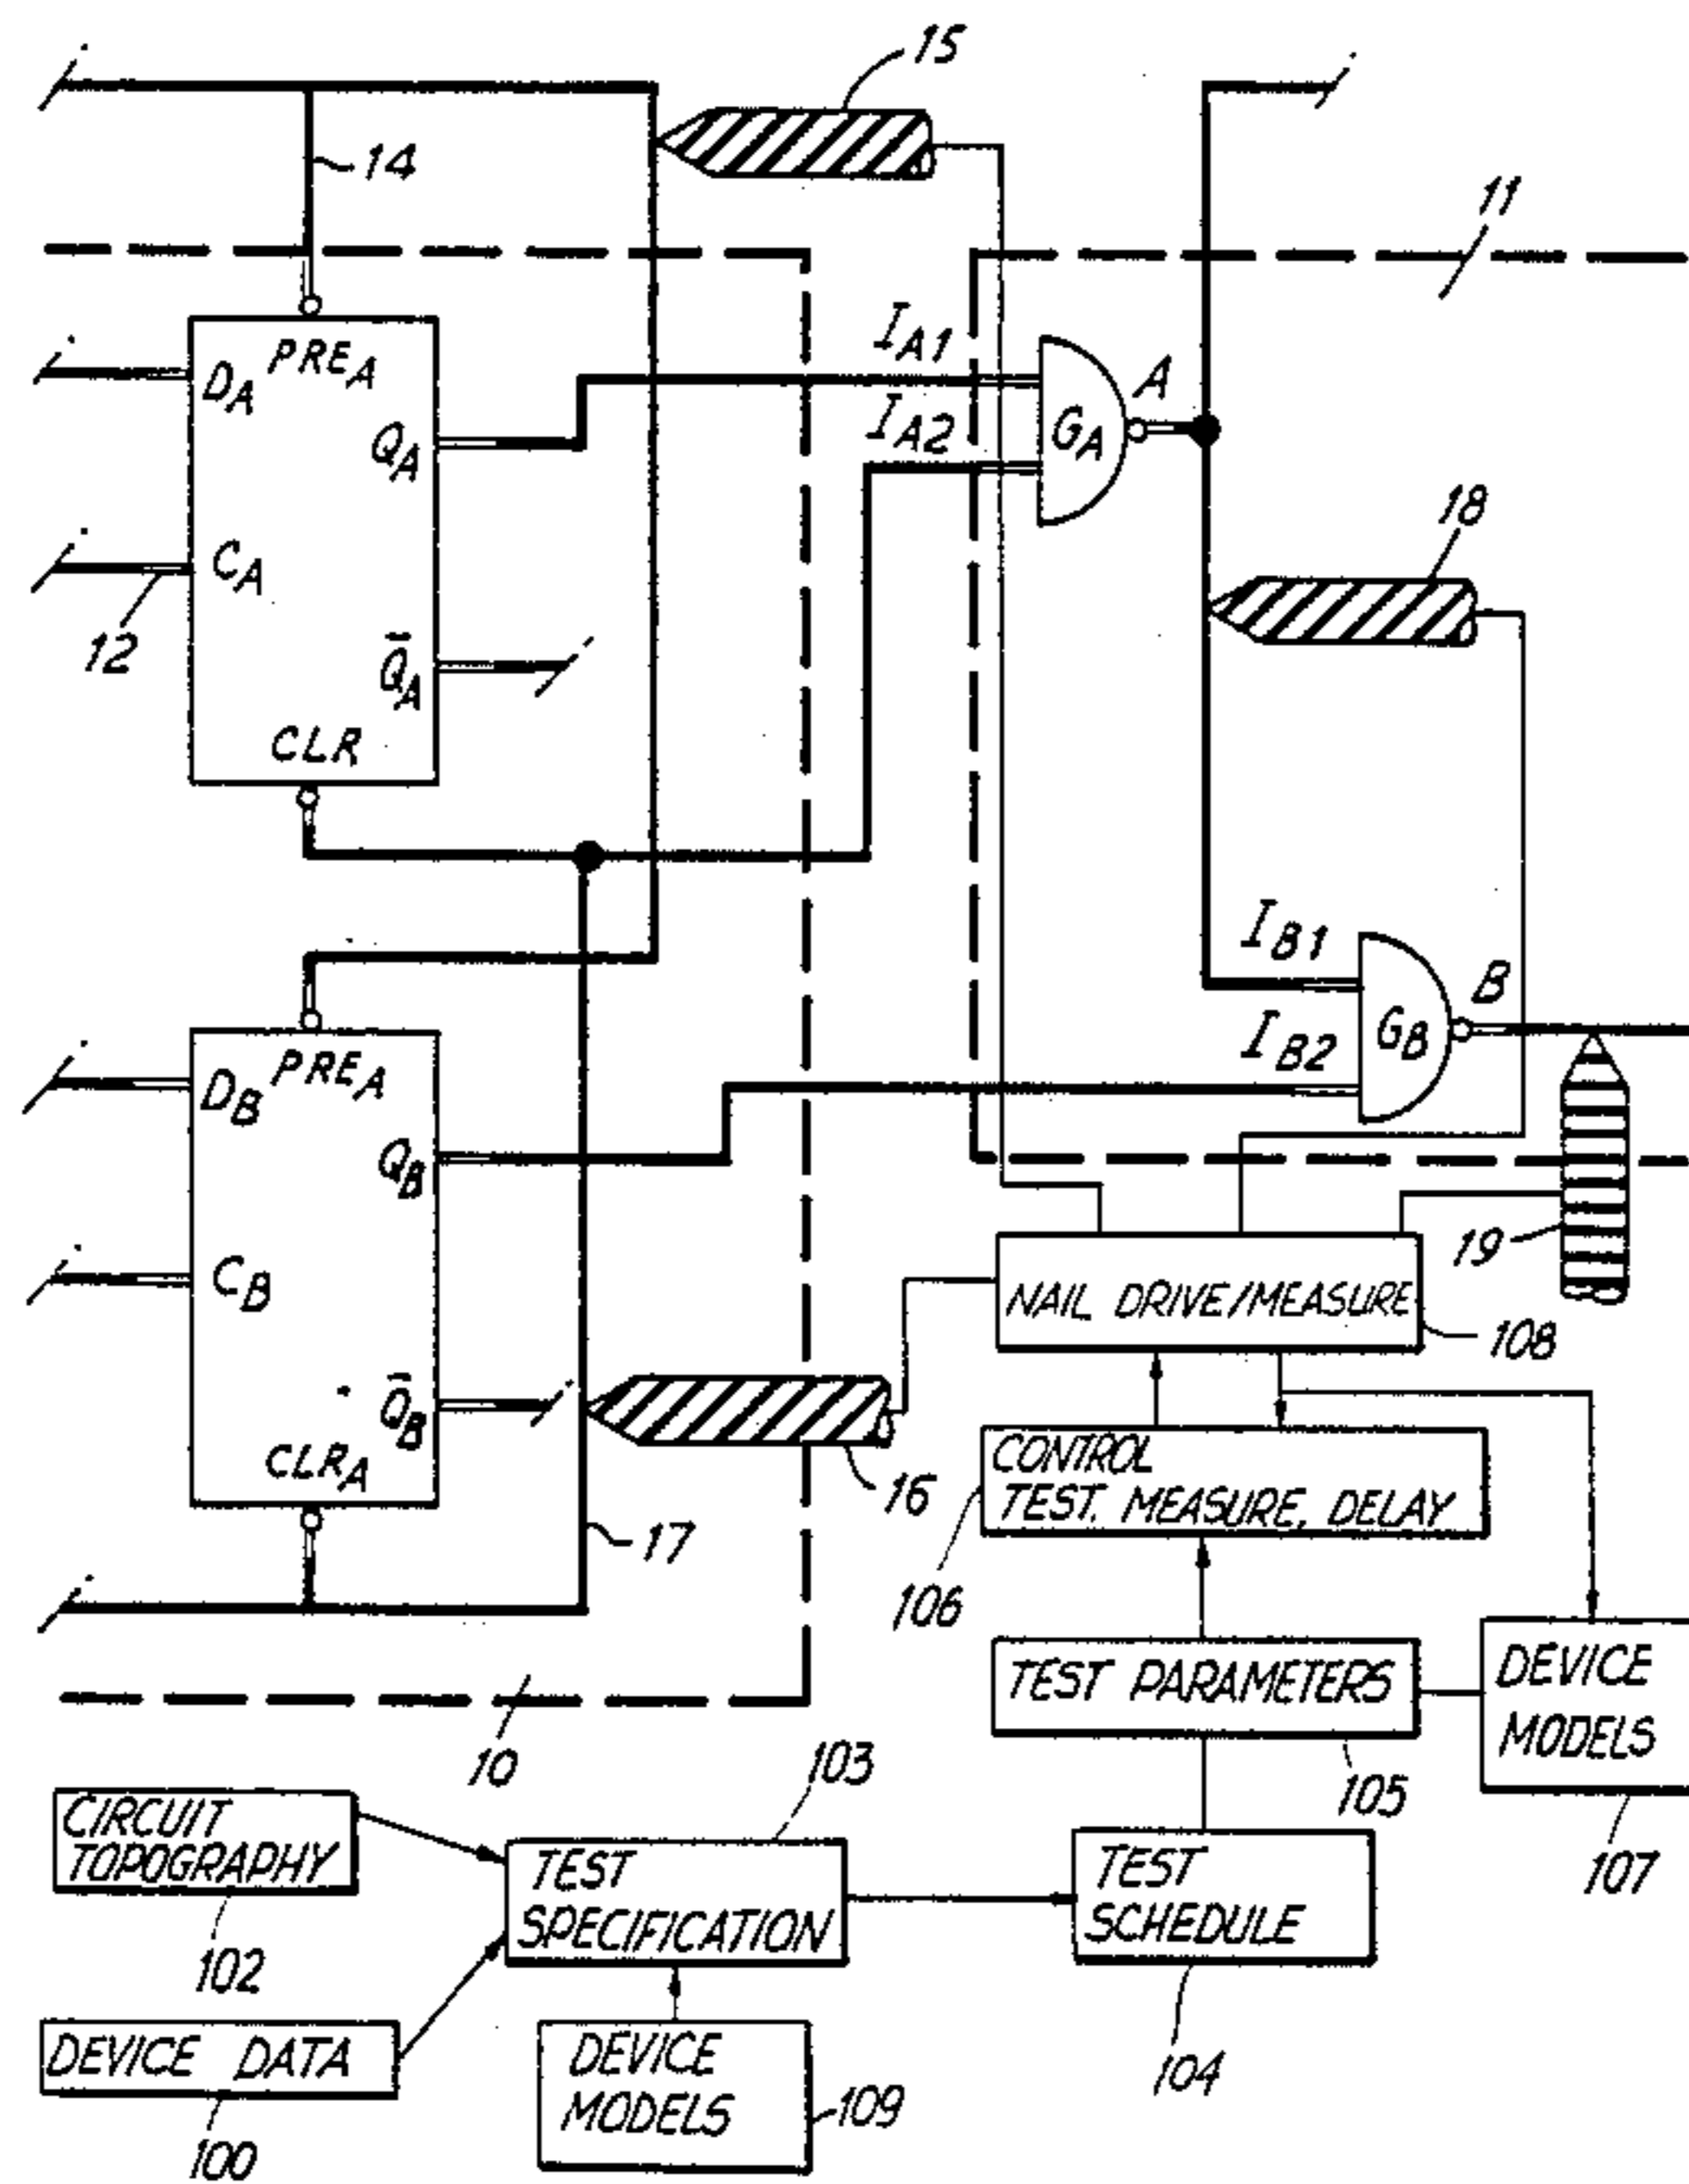 15
14
11
PRE_A
D_A
Q_A
C_A
12
Q̄_A
CLR
I_A1
I_A2
G_A
A
18
I_B1
I_B2
G_B
B
PRE_A
D_B
Q_B
C_B
Q̄_B
CLR_A
16
17
19
NAIL DRIVE/MEASURE
108
CONTROL
TEST, MEASURE, DELAY
106
TEST PARAMETERS
105
DEVICE
MODELS
107
10
103
CIRCUIT
TOPOGRAPHY
102
TEST
SPECIFICATION
TEST
SCHEDULE
104
DEVICE DATA
100
DEVICE
MODELS
109